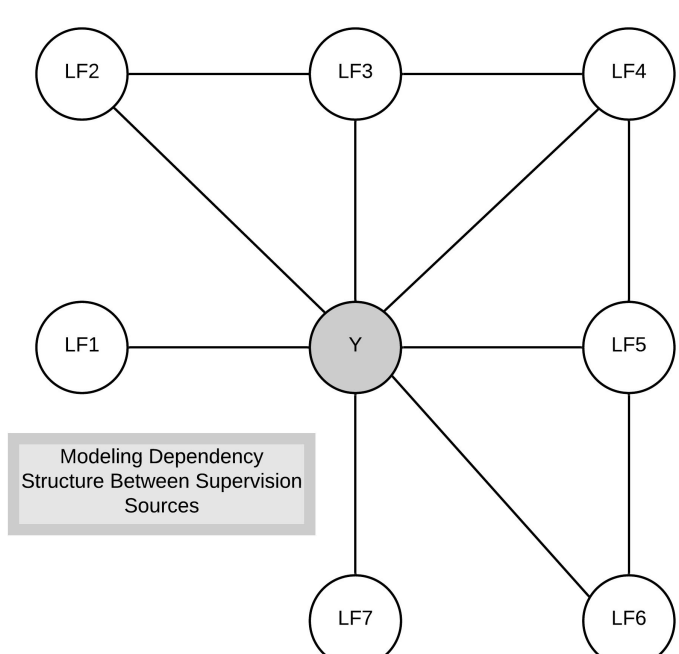 LF2
LF3
LF4
LF1
Y
LF5
Modeling Dependency
Structure Between Supervision
Sources
LF7
LF6